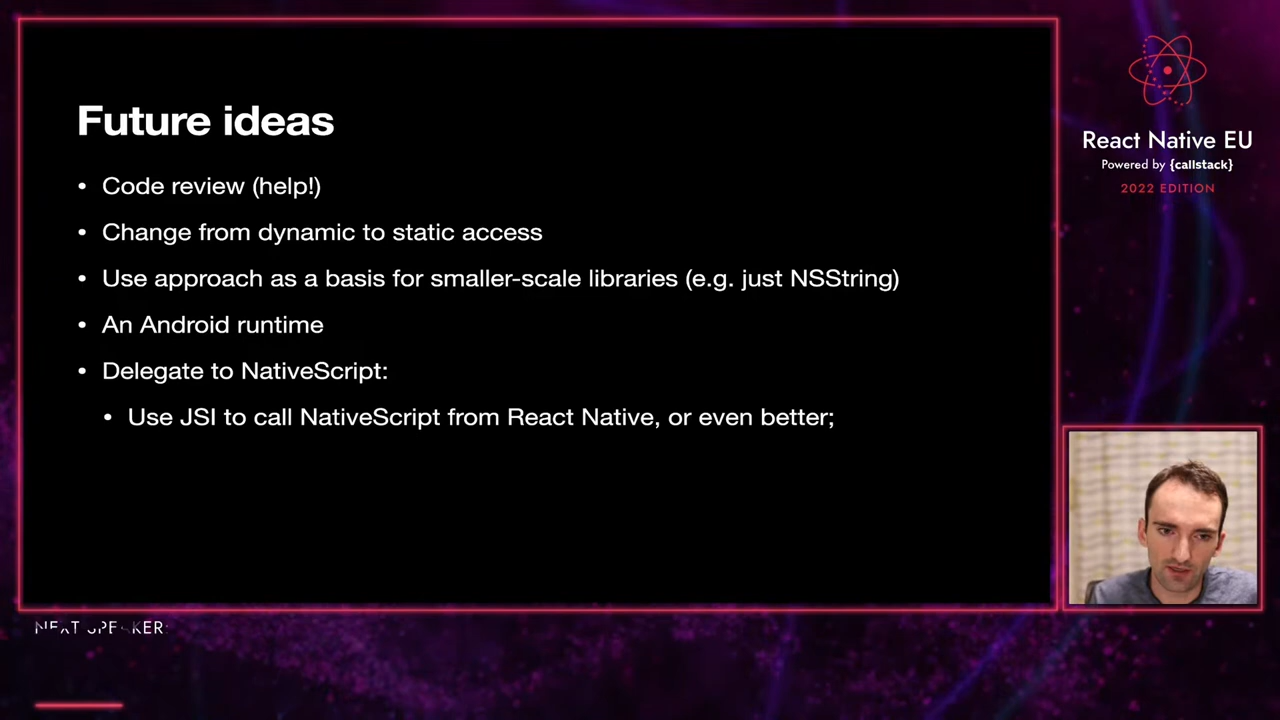 Future ideas
• Code review (help!)
• Change from dynamic to static access
• Use approach as a basis for smaller-scale libraries (e.g. just NSString)
• An Android runtime
• Delegate to NativeScript:
• Use JSI to call NativeScript from React Native, or even better;
React Native EU
Powered by {callstack}
2022 EDITION
NEXT SPEAKER: